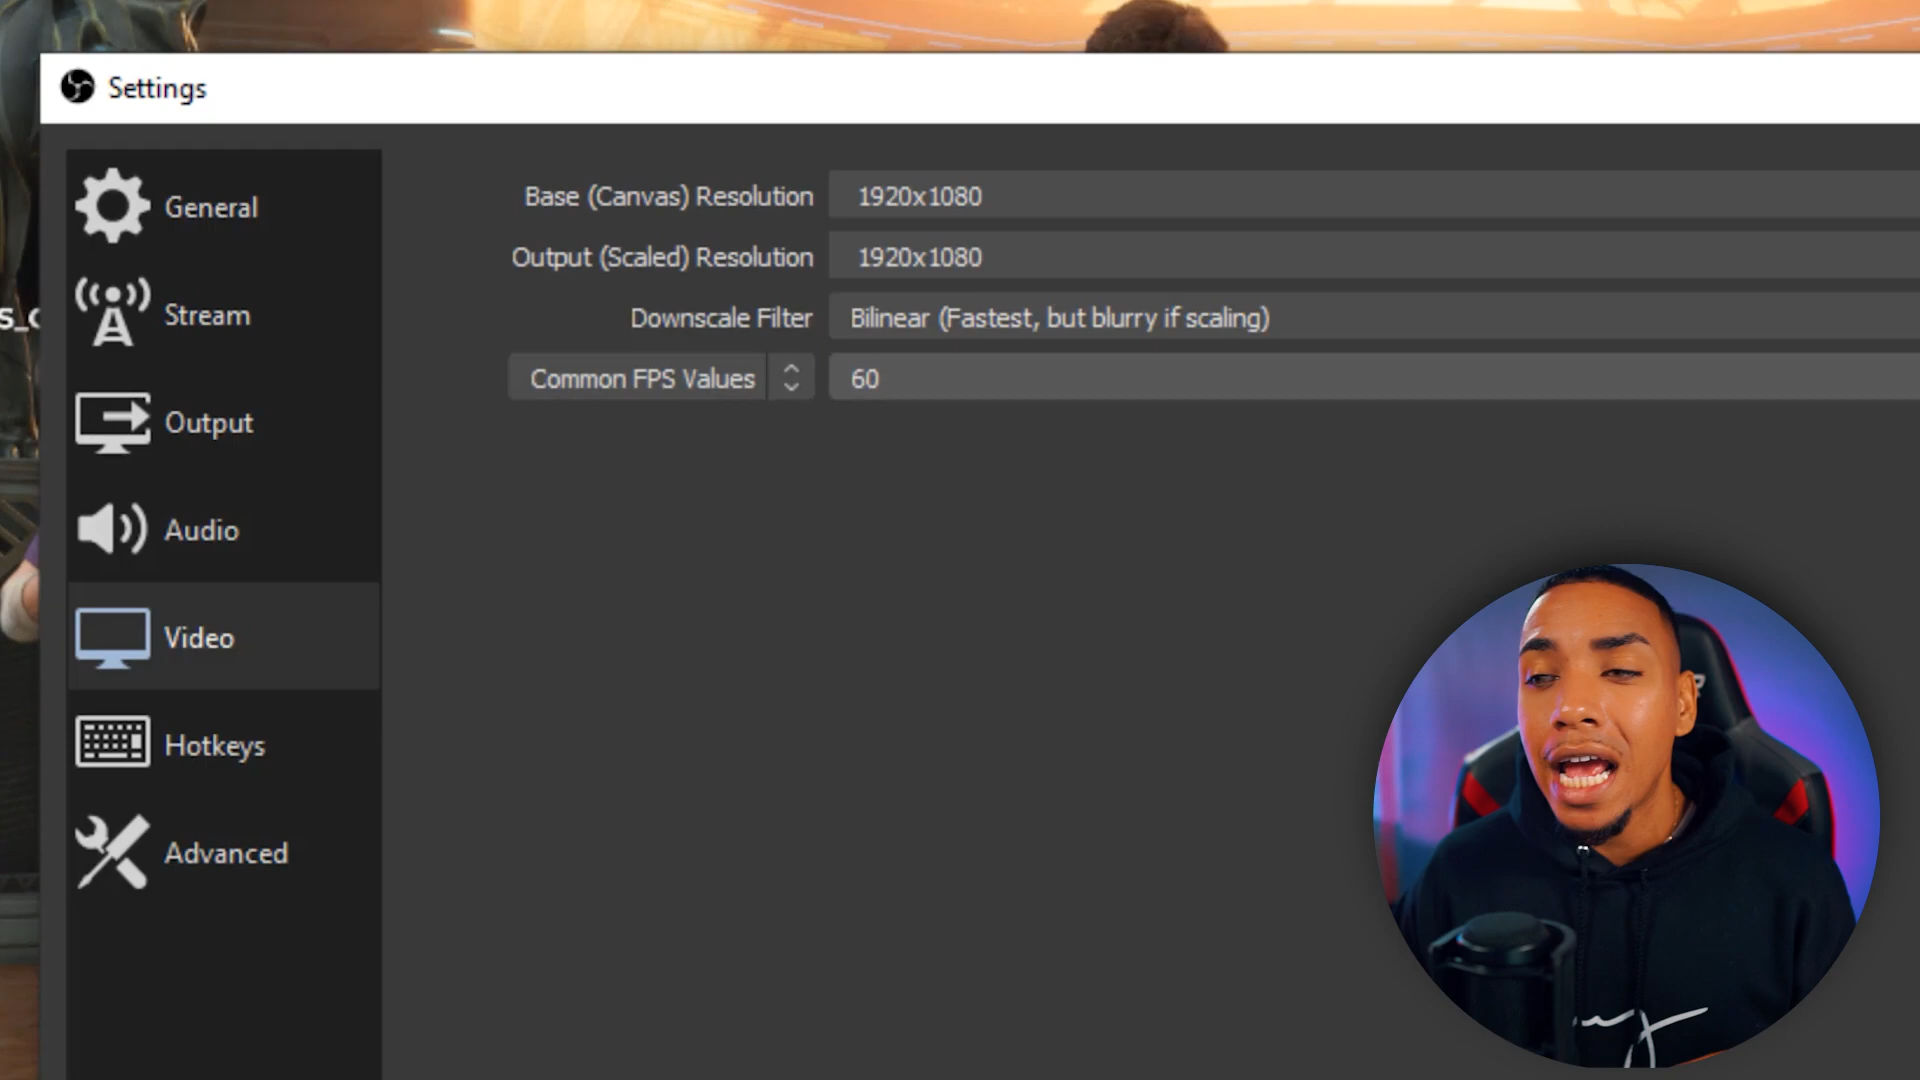 Settings
General
Stream
Output
Audio
Video
Hotkeys
Advanced
Base (Canvas) Resolution 1920x1080
Output (Scaled) Resolution 1920x1080
Downscale Filter Bilinear (Fastest, but blurry if scaling)
Common FPS Values 60